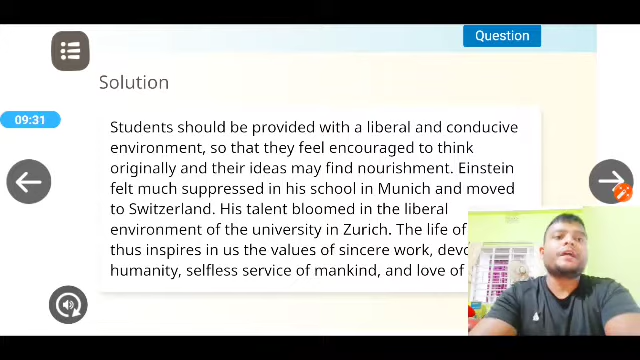 Question
Solution
09:31
Students should be provided with a liberal and conducive
environment, so that they feel encouraged to think
originally and their ideas may find nourishment. Einstein
felt much suppressed in his school in Munich and moved
to Switzerland. His talent bloomed in the liberal
environment of the university in Zurich. The life of
thus inspires in us the values of sincere work,
humanity, selfless service of mankind, and love of